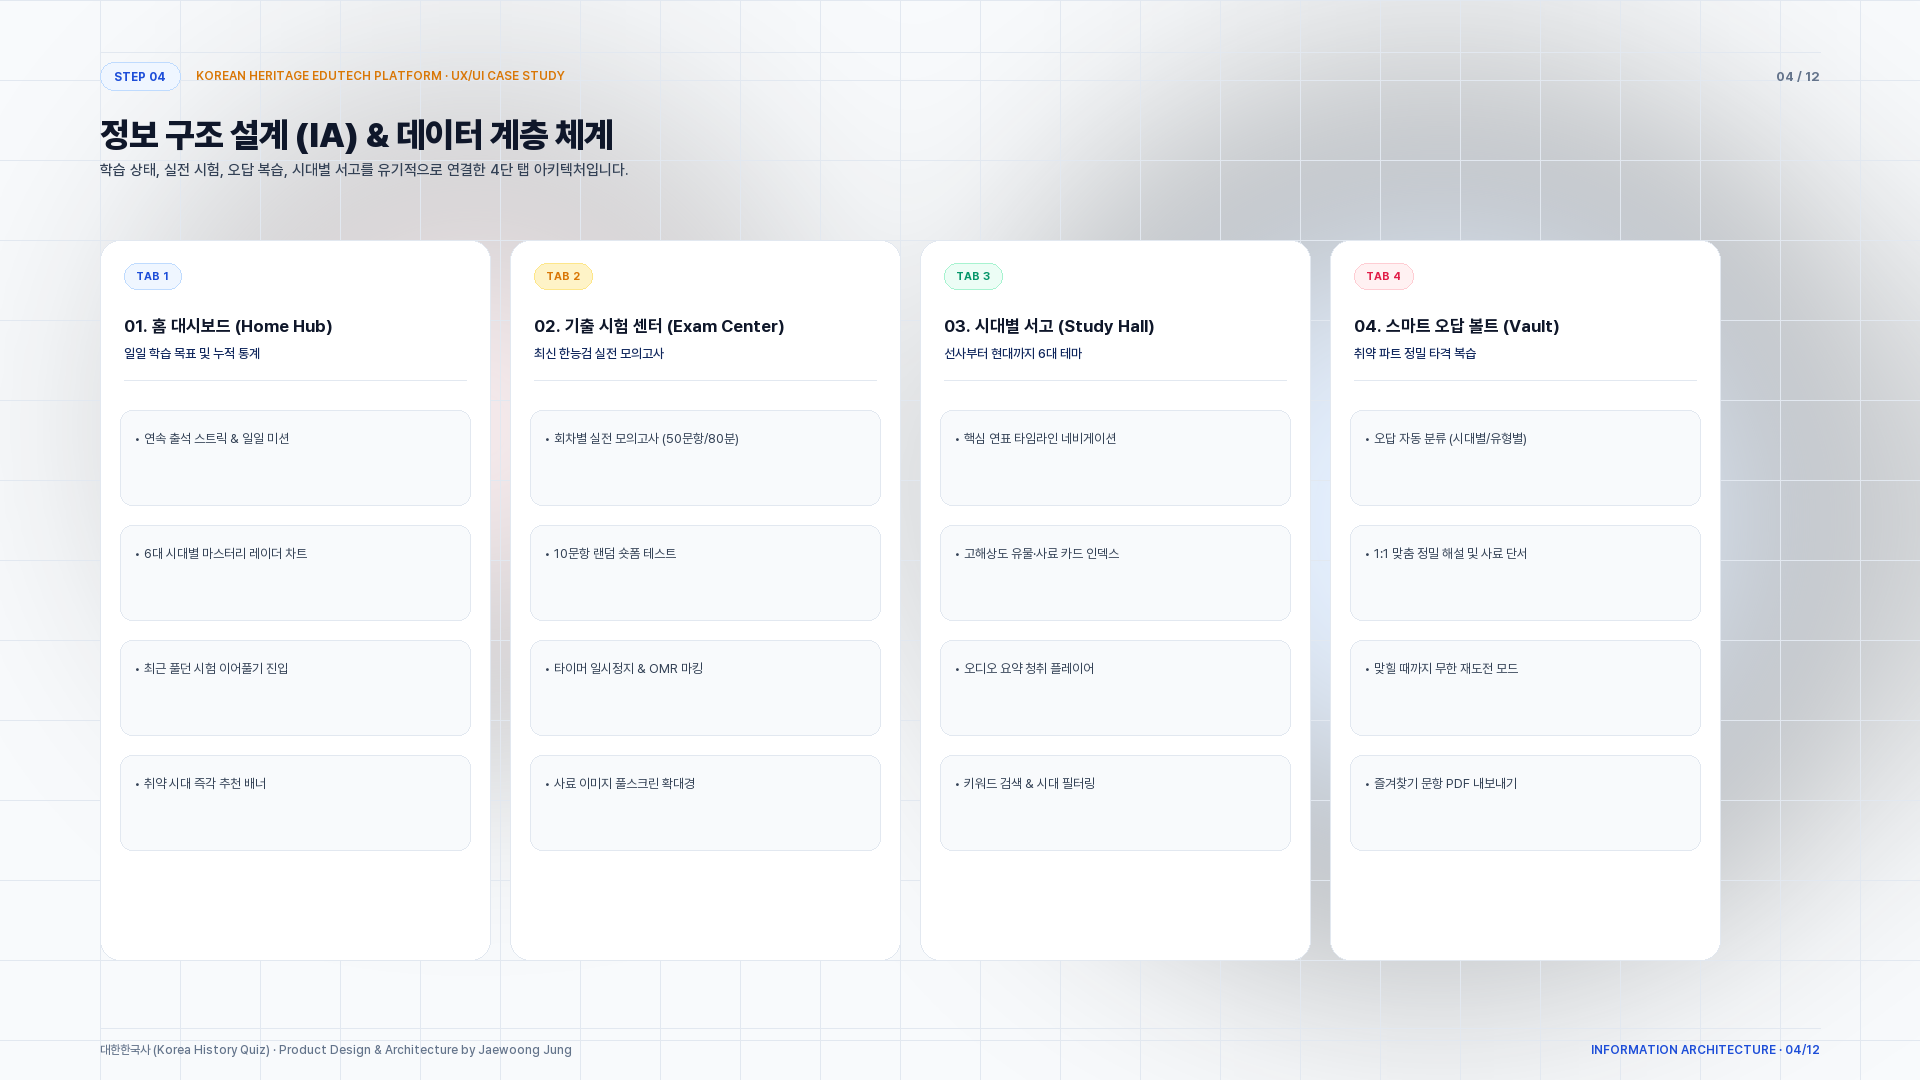 STEP 04
KOREAN HERITAGE EDUTECH PLATFORM · UX/UI CASE STUDY
04 / 12
정보 구조 설계 (IA) & 데이터 계층 체계
학습 상태, 실전 시험, 오답 복습, 시대별 서고를 유기적으로 연결한 4단 탭 아키텍처입니다.
TAB 1
01. 홈 대시보드 (Home Hub)
일일 학습 목표 및 누적 통계
• 연속 출석 스트릭 & 일일 미션
• 6대 시대별 마스터리 레이더 차트
• 최근 풀던 시험 이어풀기 진입
• 취약 시대 즉각 추천 배너
TAB 2
02. 기출 시험 센터 (Exam Center)
최신 한능검 실전 모의고사
• 회차별 실전 모의고사 (50문항/80분)
• 10문항 랜덤 숏폼 테스트
• 타이머 일시정지 & OMR 마킹
• 사료 이미지 풀스크린 확대경
TAB 3
03. 시대별 서고 (Study Hall)
선사부터 현대까지 6대 테마
• 핵심 연표 타임라인 네비게이션
• 고해상도 유물·사료 카드 인덱스
• 오디오 요약 청취 플레이어
• 키워드 검색 & 시대 필터링
TAB 4
04. 스마트 오답 볼트 (Vault)
취약 파트 정밀 타격 복습
• 오답 자동 분류 (시대별/유형별)
• 1:1 맞춤 정밀 해설 및 사료 단서
• 맞힐 때까지 무한 재도전 모드
• 즐겨찾기 문항 PDF 내보내기
대한한국사 (Korea History Quiz) · Product Design & Architecture by Jaewoong Jung
INFORMATION ARCHITECTURE · 04/12